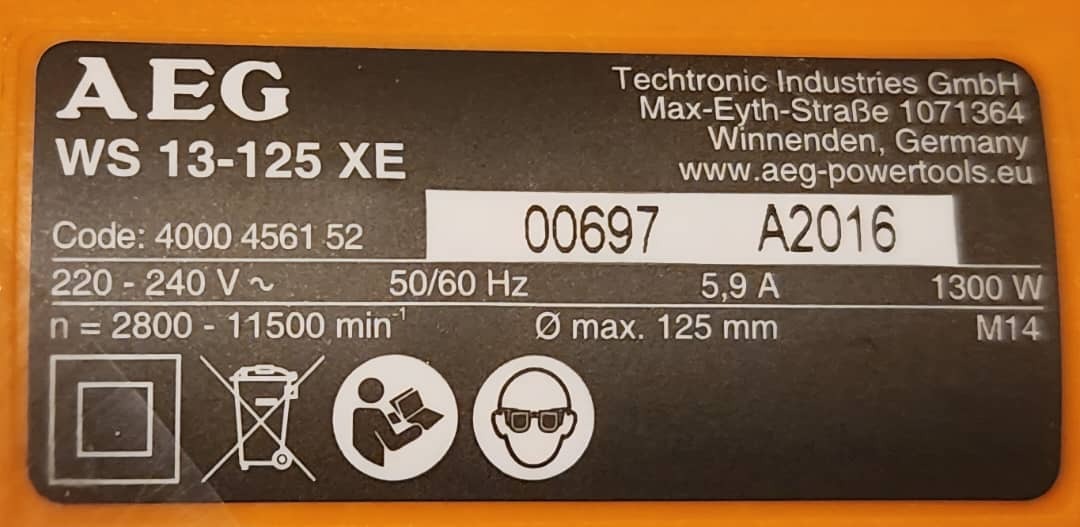 AEG
WS 13-125 XE
Techtronic Industries GmbH
Max-Eyth-Straße 1071364
Winnenden, Germany
www.aeg-powertools.eu
Code: 4000 4561 52
00697 A2016
220 - 240 V ~ 50/60 Hz 5,9 A 1300 W
n = 2800 - 11500 min⁻¹ Ø max. 125 mm M14